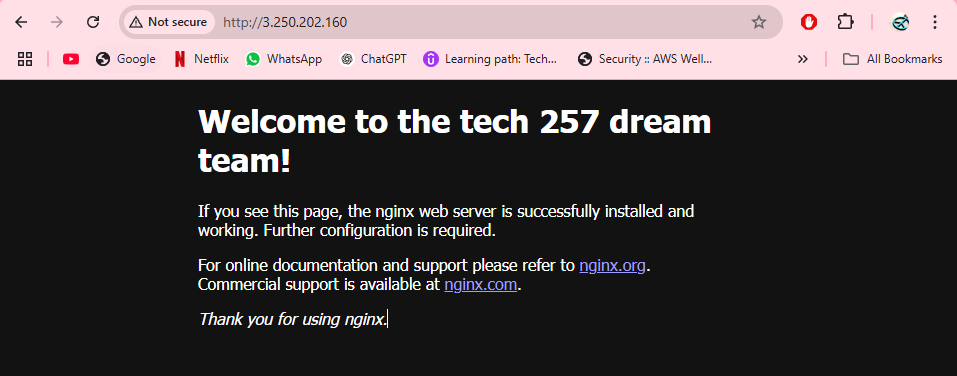 Not secure http://3.250.202.160
Google Netflix WhatsApp ChatGPT Learning path: Tech... Security :: AWS Well... » All Bookmarks
Welcome to the tech 257 dream
team!
If you see this page, the nginx web server is successfully installed and
working. Further configuration is required.
For online documentation and support please refer to nginx.org.
Commercial support is available at nginx.com.
Thank you for using nginx.